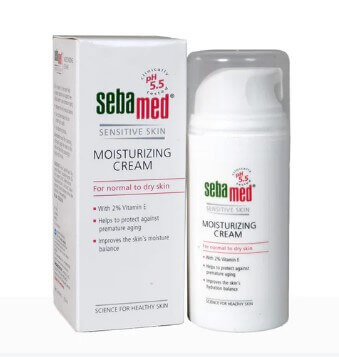 clinically
pH
5.5
tested
sebamed®
SENSITIVE SKIN
MOISTURIZING
CREAM
For normal to dry skin
• With 2% Vitamin E
• Helps to protect against
premature aging
• Improves the skin's moisture
balance
SCIENCE FOR HEALTHY SKIN
pH
5.5
sebamed®
SENSITIVE SKIN
MOISTURIZING
CREAM
For normal to dry skin
• With 2% Vitamin E
• Helps to protect against
premature aging
• Improves the skin's
hydration balance
SCIENCE FOR HEALTHY SKIN